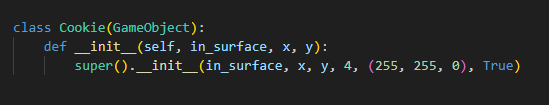 class Cookie(GameObject):
    def __init__(self, in_surface, x, y):
        super().__init__(in_surface, x, y, 4, (255, 255, 0), True)